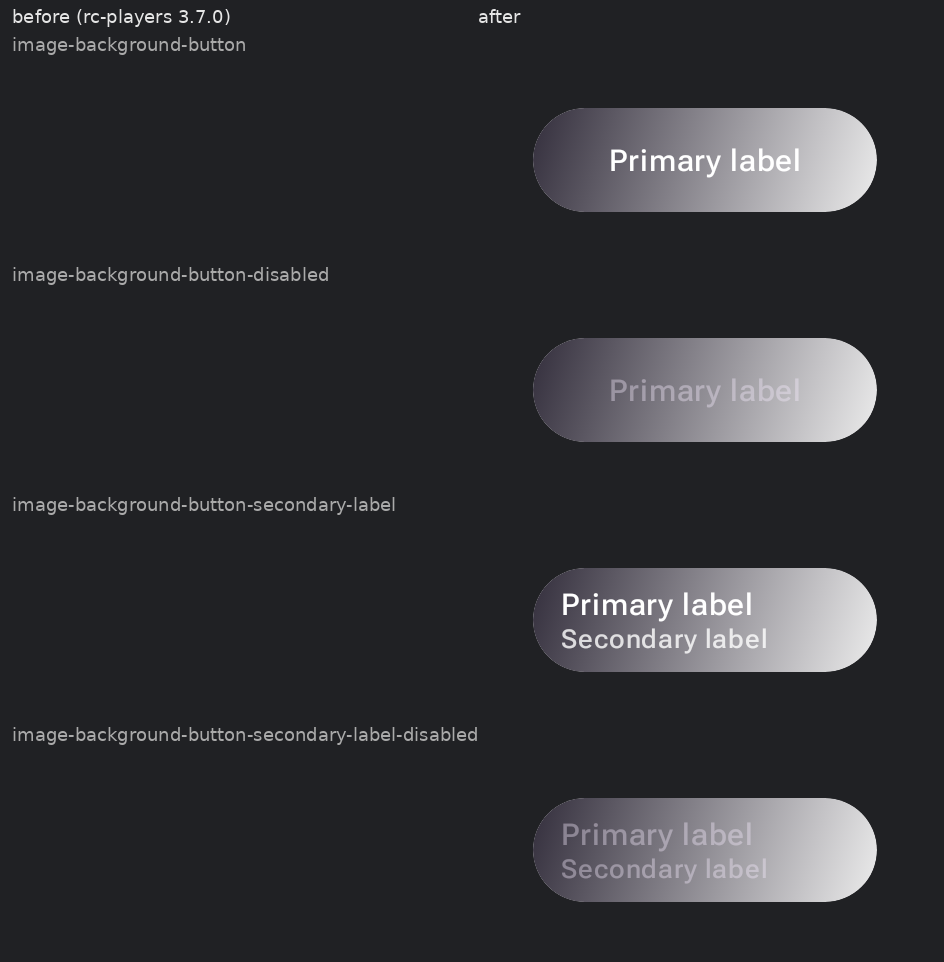 before (rc-players 3.7.0)
after
image-background-button
Primary label
image-background-button-disabled
Primary label
image-background-button-secondary-label
Primary label
Secondary label
image-background-button-secondary-label-disabled
Primary label
Secondary label